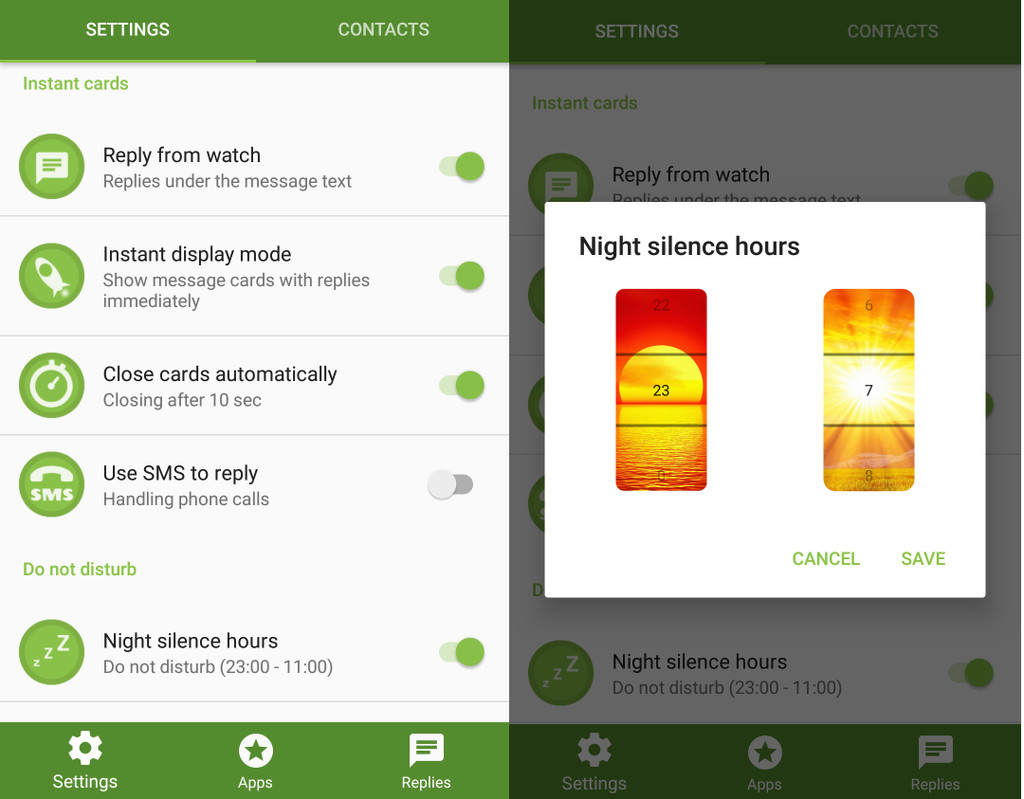 SETTINGS
CONTACTS
Instant cards
Reply from watch
Replies under the message text
Instant display mode
Show message cards with replies
immediately
Close cards automatically
Closing after 10 sec
Use SMS to reply
Handling phone calls
SMS
Do not disturb
Night silence hours
Do not disturb (23:00 - 11:00)
z z Z
Settings
Apps
Replies
SETTINGS
CONTACTS
Instant cards
Reply from watch
Replies under the message text
Night silence hours
22
23
0
6
7
8
CANCEL
SAVE
D
Night silence hours
Do not disturb (23:00 - 11:00)
z z Z
Settings
Apps
Replies